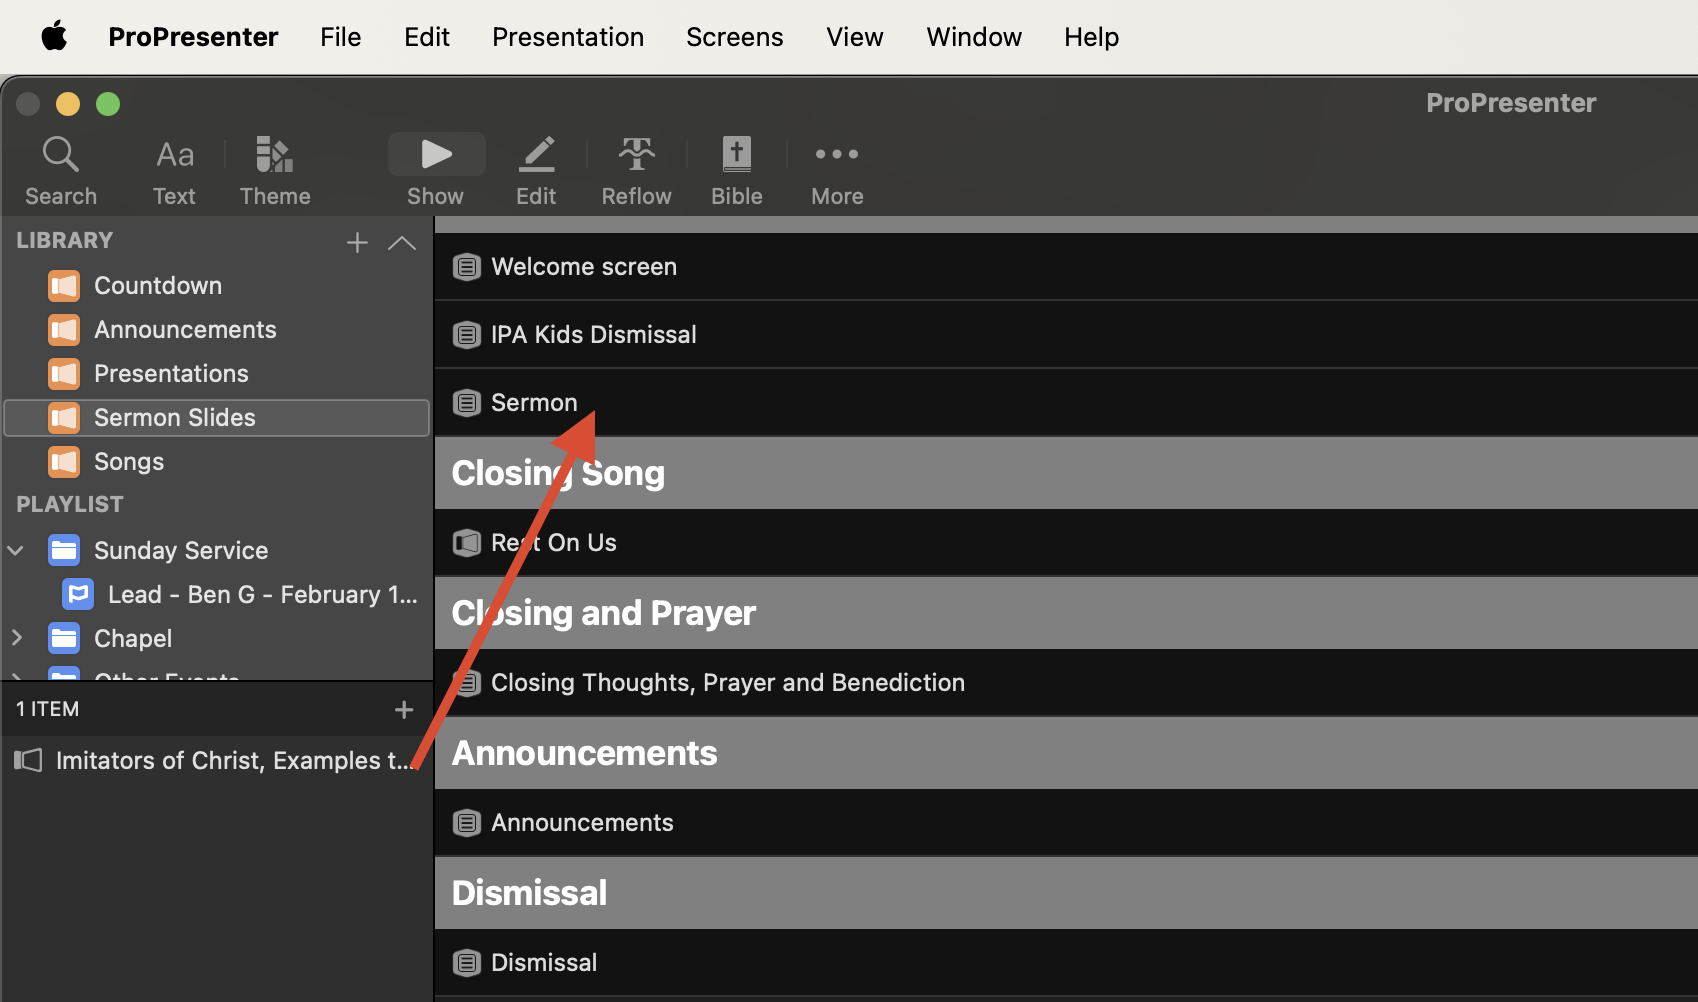 ProPresenter File Edit Presentation Screens View Window Help
ProPresenter
Search Text Theme Show Edit Reflow Bible More
LIBRARY
Countdown
Announcements
Presentations
Sermon Slides
Songs
PLAYLIST
Sunday Service
Lead - Ben G - February 1...
Chapel
Other Events
1 ITEM
Imitators of Christ, Examples t...
Welcome screen
IPA Kids Dismissal
Sermon
Closing Song
Rest On Us
Closing and Prayer
Closing Thoughts, Prayer and Benediction
Announcements
Announcements
Dismissal
Dismissal